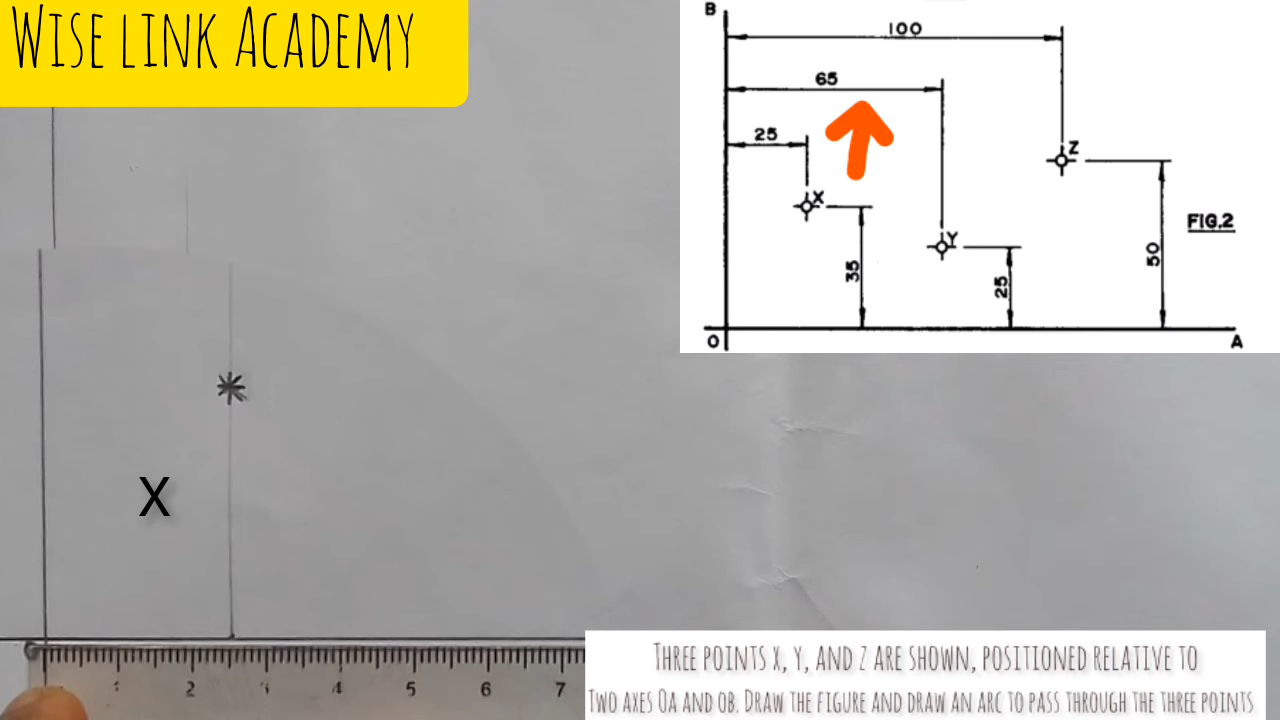 WISE LINK ACADEMY
B
100
65
25
Z
X
Y
FIG.2
35
25
50
O
A
X
1 2 3 4 5 6 7
THREE POINTS X, Y, AND Z ARE SHOWN, POSITIONED RELATIVE TO
TWO AXES OA AND OB. DRAW THE FIGURE AND DRAW AN ARC TO PASS THROUGH THE THREE POINTS